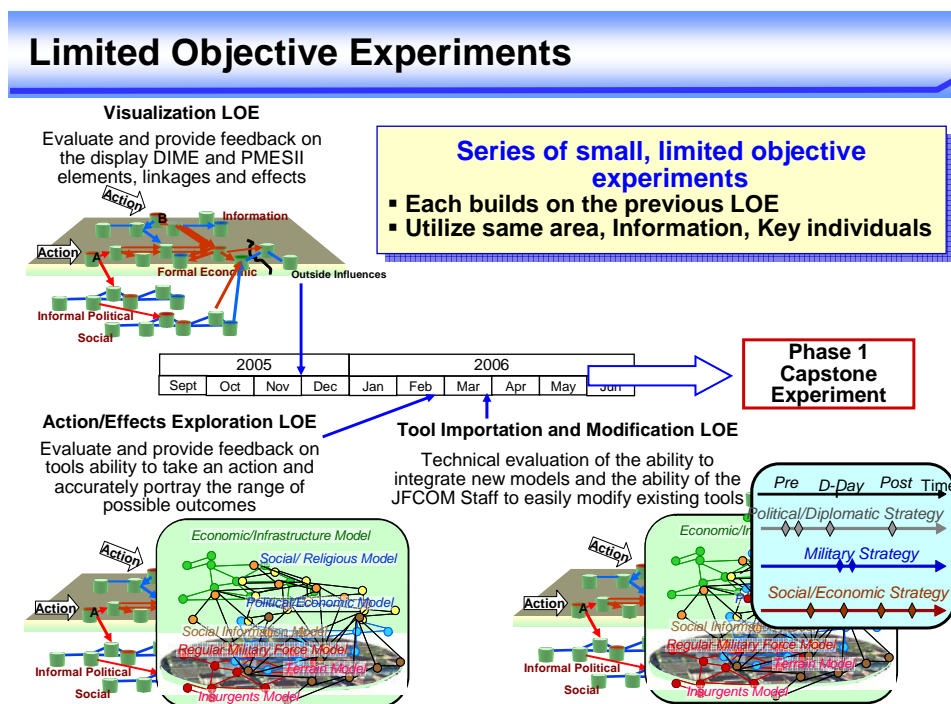 Limited Objective Experiments
Visualization LOE
Evaluate and provide feedback on
the display DIME and PMESII
elements, linkages and effects
Series of small, limited objective
experiments
▪ Each builds on the previous LOE
▪ Utilize same area, Information, Key individuals
Action
B
Information
Action
A
Formal Economic
Outside Influences
Informal Political
Social
2005 2006
Sept Oct Nov Dec Jan Feb Mar Apr May Jun
Phase 1
Capstone
Experiment
Action/Effects Exploration LOE
Evaluate and provide feedback on
tools ability to take an action and
accurately portray the range of
possible outcomes
Tool Importation and Modification LOE
Technical evaluation of the ability to
integrate new models and the ability of the
JFCOM Staff to easily modify existing tools
Action
Action
A
Informal Political
Social
Economic/Infrastructure Model
Social/ Religious Model
Political/Economic Model
Social Information Model
Regular Military Force Model
Terrain Model
Insurgents Model
Action
Action
A
Informal Political
Social
Social
Regular Military Force Model
Terrain Model
Insurgents Model
Pre D-Day Post Time
Political/Diplomatic Strategy
Military Strategy
Social/Economic Strategy